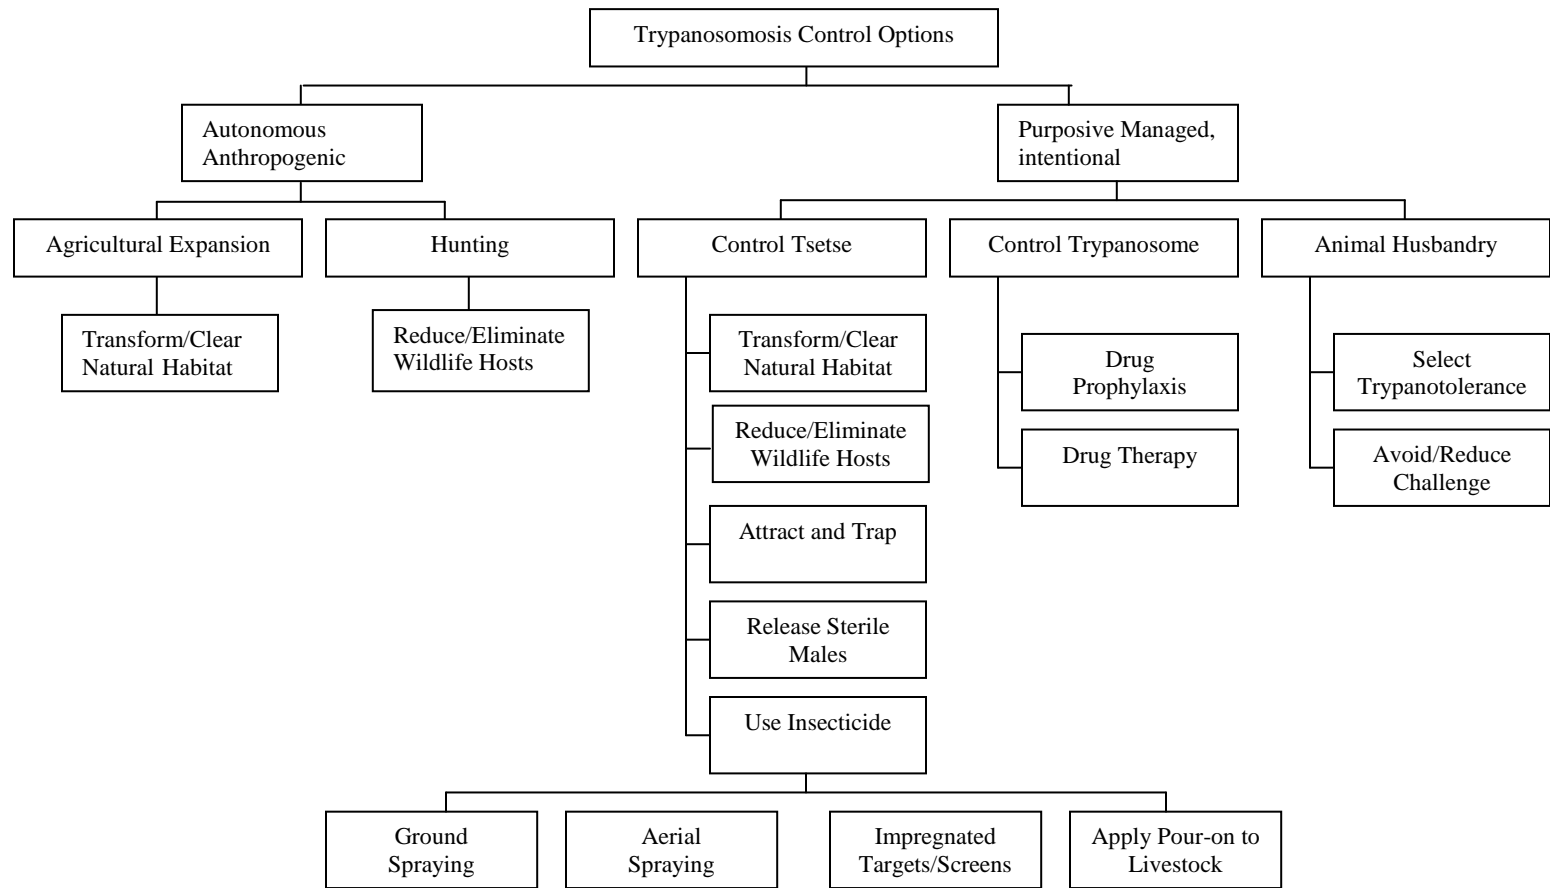 Trypanosomosis Control Options
Autonomous
Anthropogenic
Purposive Managed,
intentional
Agricultural Expansion
Hunting
Control Tsetse
Control Trypanosome
Animal Husbandry
Transform/Clear
Natural Habitat
Reduce/Eliminate
Wildlife Hosts
Transform/Clear
Natural Habitat
Reduce/Eliminate
Wildlife Hosts
Attract and Trap
Release Sterile
Males
Use Insecticide
Drug
Prophylaxis
Drug Therapy
Select
Trypanotolerance
Avoid/Reduce
Challenge
Ground
Spraying
Aerial
Spraying
Impregnated
Targets/Screens
Apply Pour-on to
Livestock